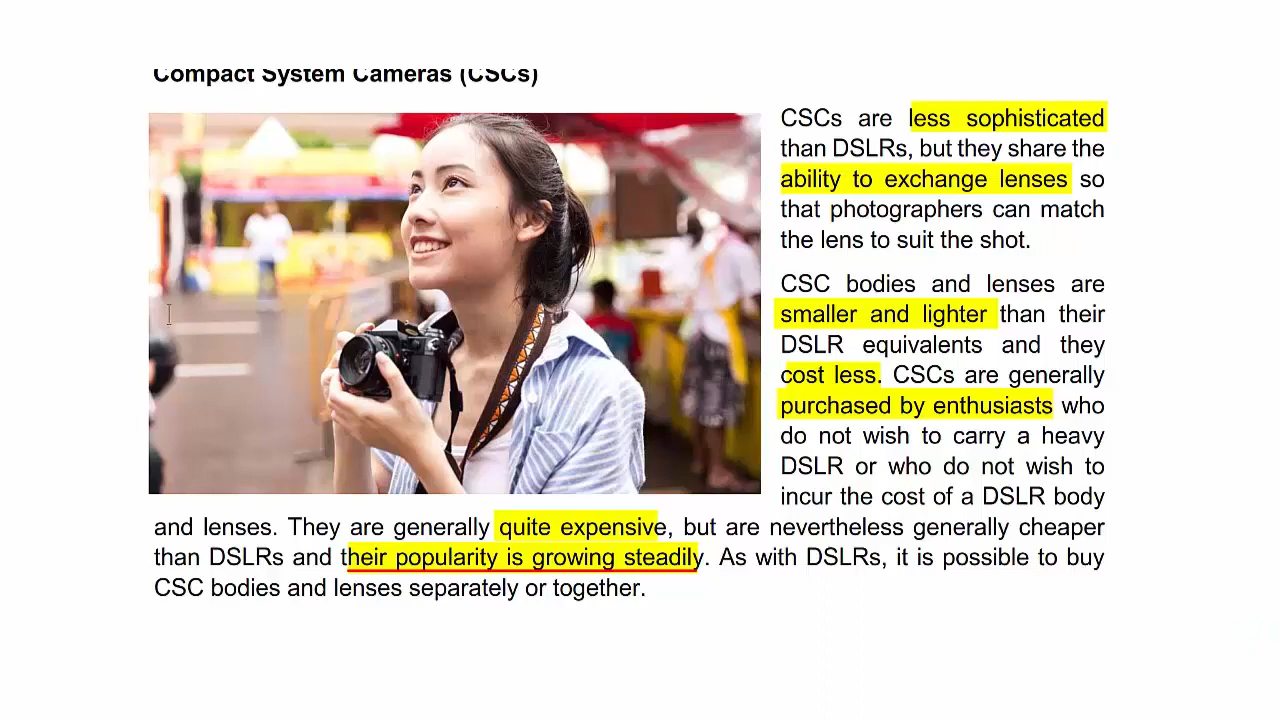 Compact System Cameras (CSCs)
CSCs are less sophisticated
than DSLRs, but they share the
ability to exchange lenses so
that photographers can match
the lens to suit the shot.
CSC bodies and lenses are
smaller and lighter than their
DSLR equivalents and they
cost less. CSCs are generally
purchased by enthusiasts who
do not wish to carry a heavy
DSLR or who do not wish to
incur the cost of a DSLR body
and lenses. They are generally quite expensive, but are nevertheless generally cheaper
than DSLRs and their popularity is growing steadily. As with DSLRs, it is possible to buy
CSC bodies and lenses separately or together.